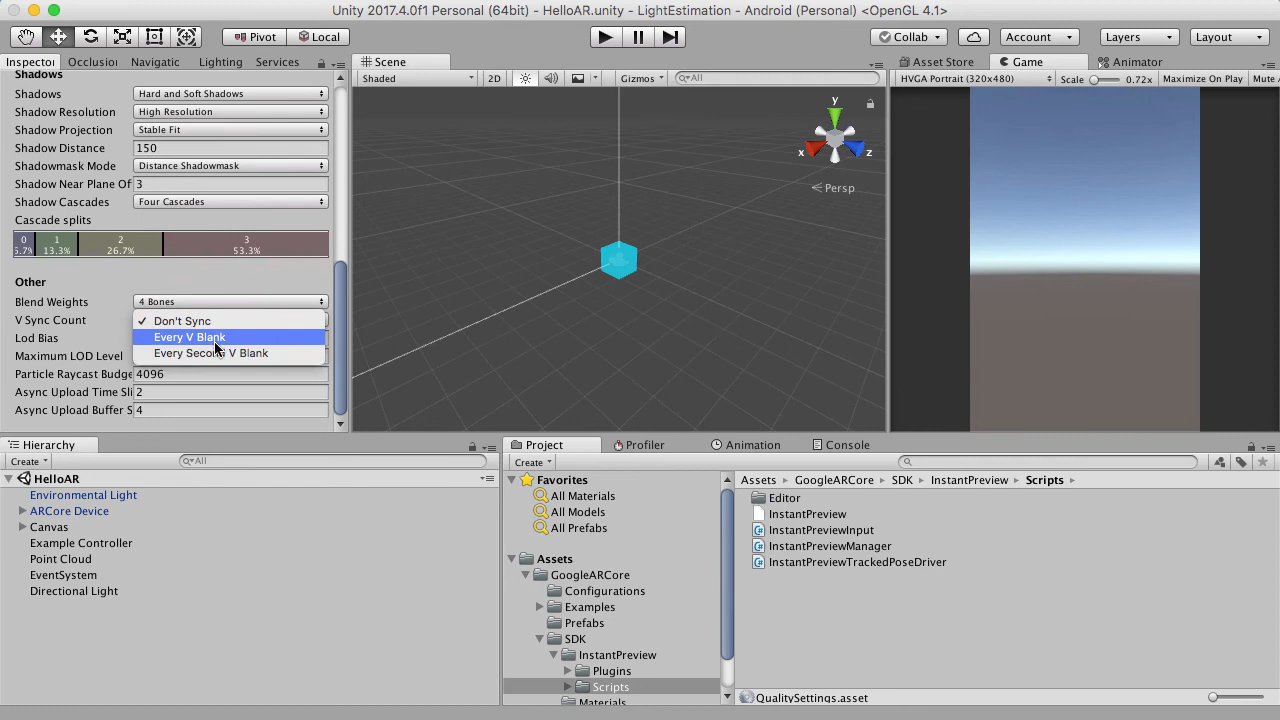 Unity 2017.4.0f1 Personal (64bit) - HelloAR.unity - LightEstimation - Android (Personal) <OpenGL 4.1>
Pivot Local Collab Account Layers Layout
Inspector Occlusion Navigatic Lighting Services
Shadows
Shadows Hard and Soft Shadows
Shadow Resolution High Resolution
Shadow Projection Stable Fit
Shadow Distance 150
Shadowmask Mode Distance Shadowmask
Shadow Near Plane Of 3
Shadow Cascades Four Cascades
Cascade splits
0 1 2 3
13.3% 26.7% 53.3%
Other
Blend Weights 4 Bones
V Sync Count Don't Sync
Every V Blank
Lod Bias
Every Second V Blank
Maximum LOD Level
Particle Raycast Budge 4096
Async Upload Time Sli 2
Async Upload Buffer S 4
Scene
Shaded 2D Gizmos All
y
x z
Persp
Asset Store Game Animator
HVGA Portrait (320x480) Scale 0.72x Maximize On Play Mute
Hierarchy
Create All
HelloAR
Environmental Light
ARCore Device
Canvas
Example Controller
Point Cloud
EventSystem
Directional Light
Project Profiler Animation Console
Create
Favorites
All Materials
All Models
All Prefabs
Assets
GoogleARCore
Configurations
Examples
Prefabs
SDK
InstantPreview
Plugins
Scripts
Materials
Assets GoogleARCore SDK InstantPreview Scripts
Editor
InstantPreview
InstantPreviewInput
InstantPreviewManager
InstantPreviewTrackedPoseDriver
QualitySettings.asset